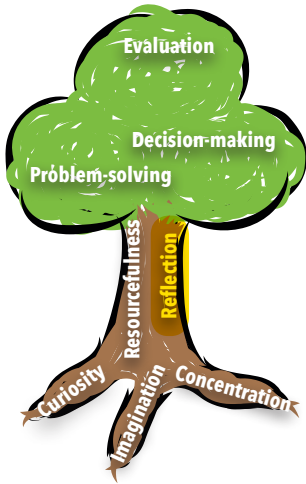 Evaluation
Decision-making
Problem-solving
Resourcefulness
Reflection
Curiosity
Imagination
Concentration